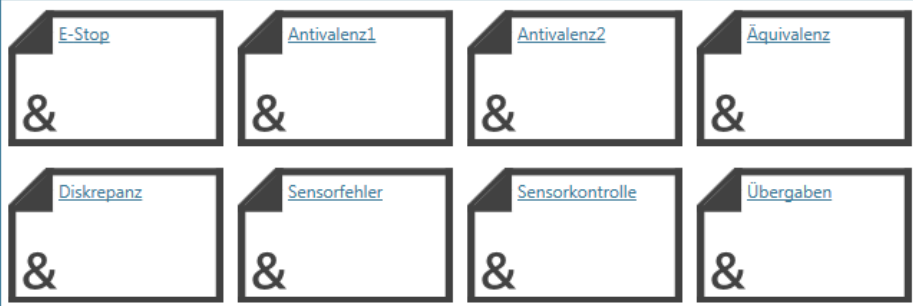 E-Stop
Antivalenz1
Antivalenz2
Äquivalenz
&
&
&
&
Diskrepanz
Sensorfehler
Sensorkontrolle
Übergaben
&
&
&
&